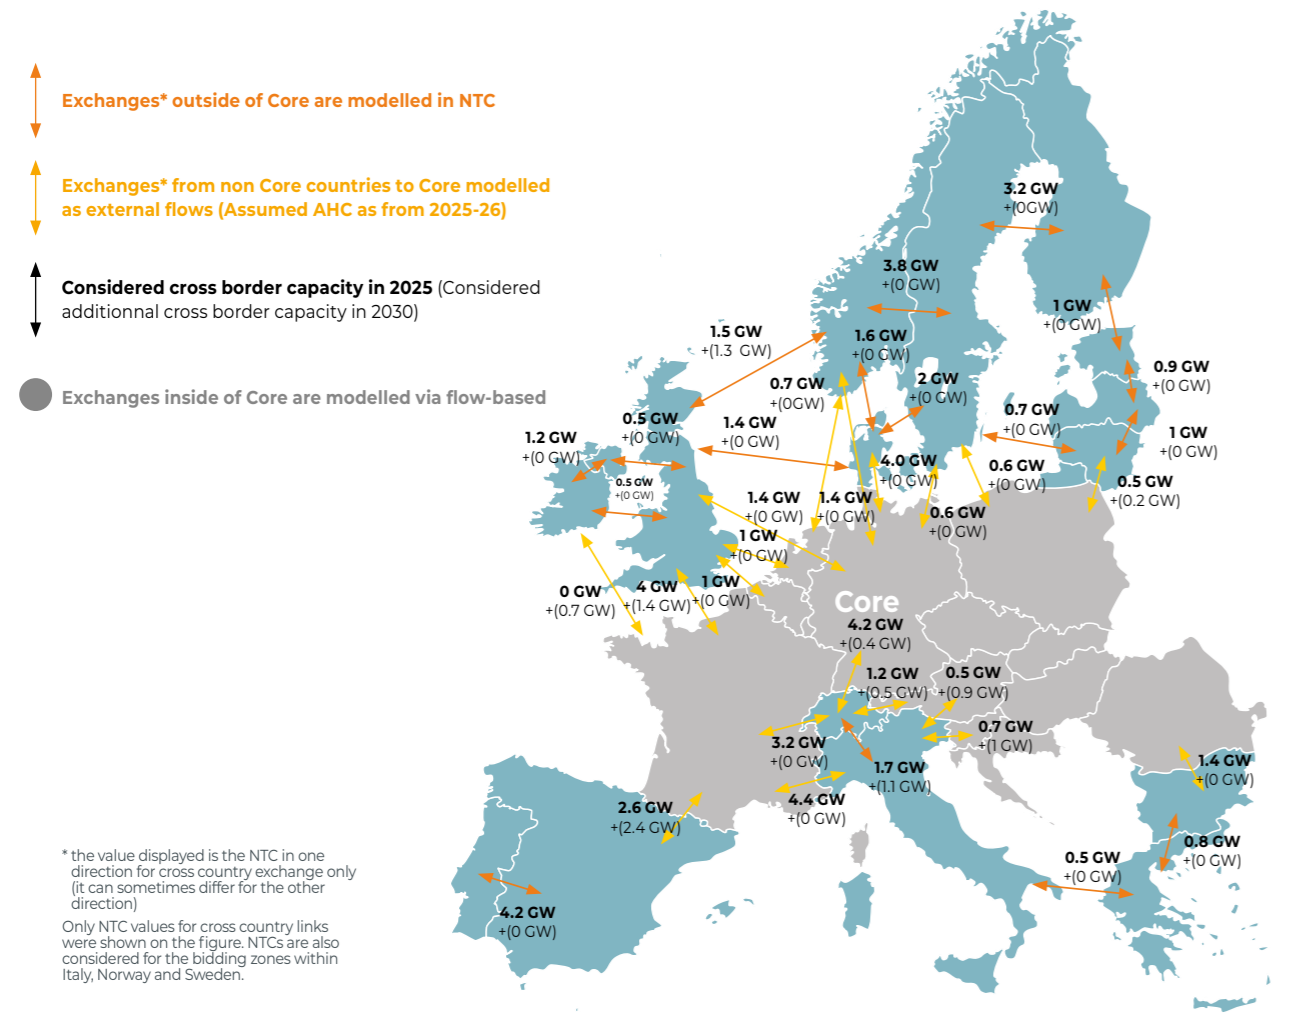 Exchanges* outside of Core are modelled in NTC
Exchanges* from non Core countries to Core modelled
as external flows (Assumed AHC as from 2025-26)
Considered cross border capacity in 2025 (Considered
additionnal cross border capacity in 2030)
Exchanges inside of Core are modelled via flow-based
3.2 GW
+(0GW)
3.8 GW
+(0 GW)
1 GW
+(0 GW)
1.5 GW
+(1.3 GW)
1.6 GW
+(0 GW)
0.9 GW
+(0 GW)
0.7 GW
+(0GW)
2 GW
+(0 GW)
0.5 GW
+(0 GW)
1.4 GW
+(0 GW)
0.7 GW
+(0 GW)
1.2 GW
+(0 GW)
1 GW
+(0 GW)
4.0 GW
+(0 GW)
0.6 GW
+(0 GW)
0.5 GW
+(0 GW)
0.5 GW
+(0.2 GW)
1.4 GW
+(0 GW)
1.4 GW
+(0 GW)
0.6 GW
+(0 GW)
1 GW
+(0 GW)
0 GW
+(0.7 GW)
4 GW
+(1.4 GW)
1 GW
+(0 GW)
Core
4.2 GW
+(0.4 GW)
1.2 GW
+(0.5 GW)
0.5 GW
+(0.9 GW)
0.7 GW
+(1 GW)
3.2 GW
+(0 GW)
1.7 GW
+(1.1 GW)
1.4 GW
+(0 GW)
4.4 GW
+(0 GW)
2.6 GW
+(2.4 GW)
0.8 GW
+(0 GW)
0.5 GW
+(0 GW)
4.2 GW
+(0 GW)
* the value displayed is the NTC in one
direction for cross country exchange only
(it can sometimes differ for the other
direction)
Only NTC values for cross country links
were shown on the figure. NTCs are also
considered for the bidding zones within
Italy, Norway and Sweden.